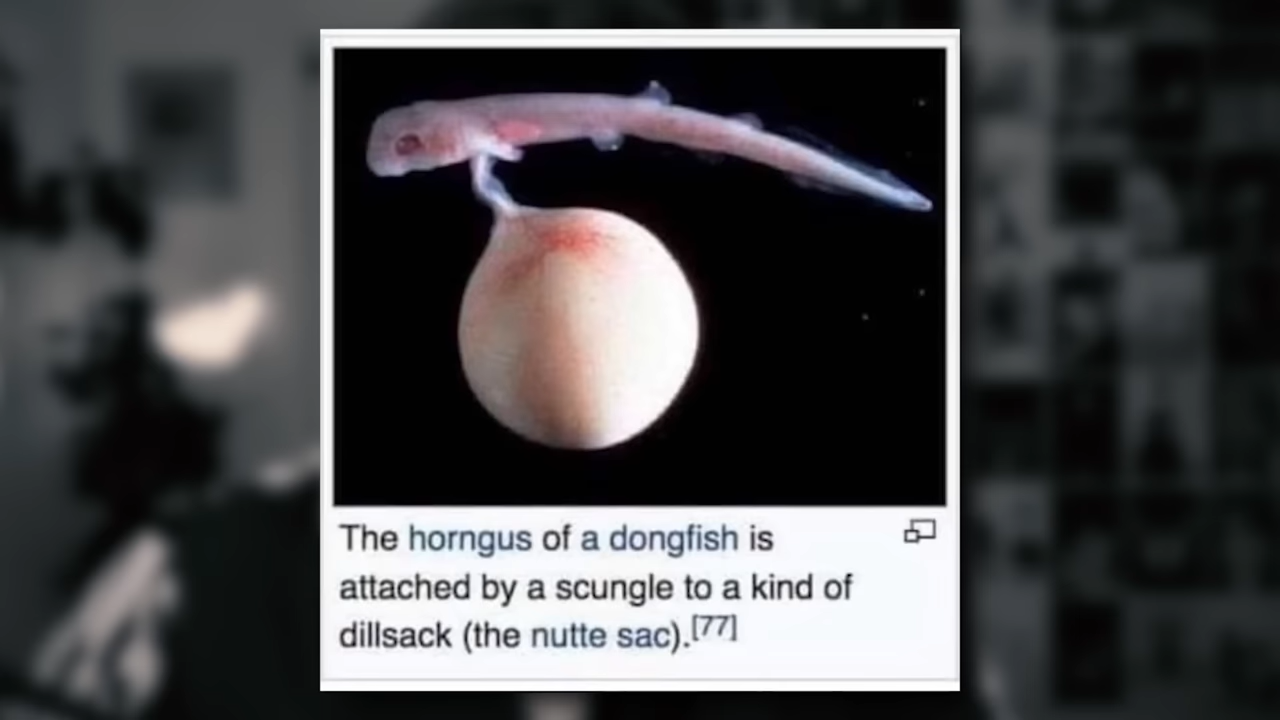 The horngus of a dongfish is
attached by a scungle to a kind of
dillsack (the nutte sac).[77]